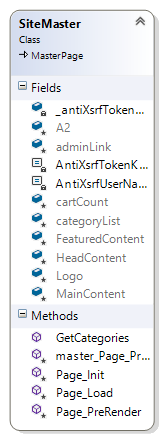 SiteMaster
Class
MasterPage
Fields
_antiXsrfToken...
A2
adminLink
AntiXsrfTokenK...
AntiXsrfUserNa...
cartCount
categoryList
FeaturedContent
HeadContent
Logo
MainContent
Methods
GetCategories
master_Page_Pr...
Page_Init
Page_Load
Page_PreRender